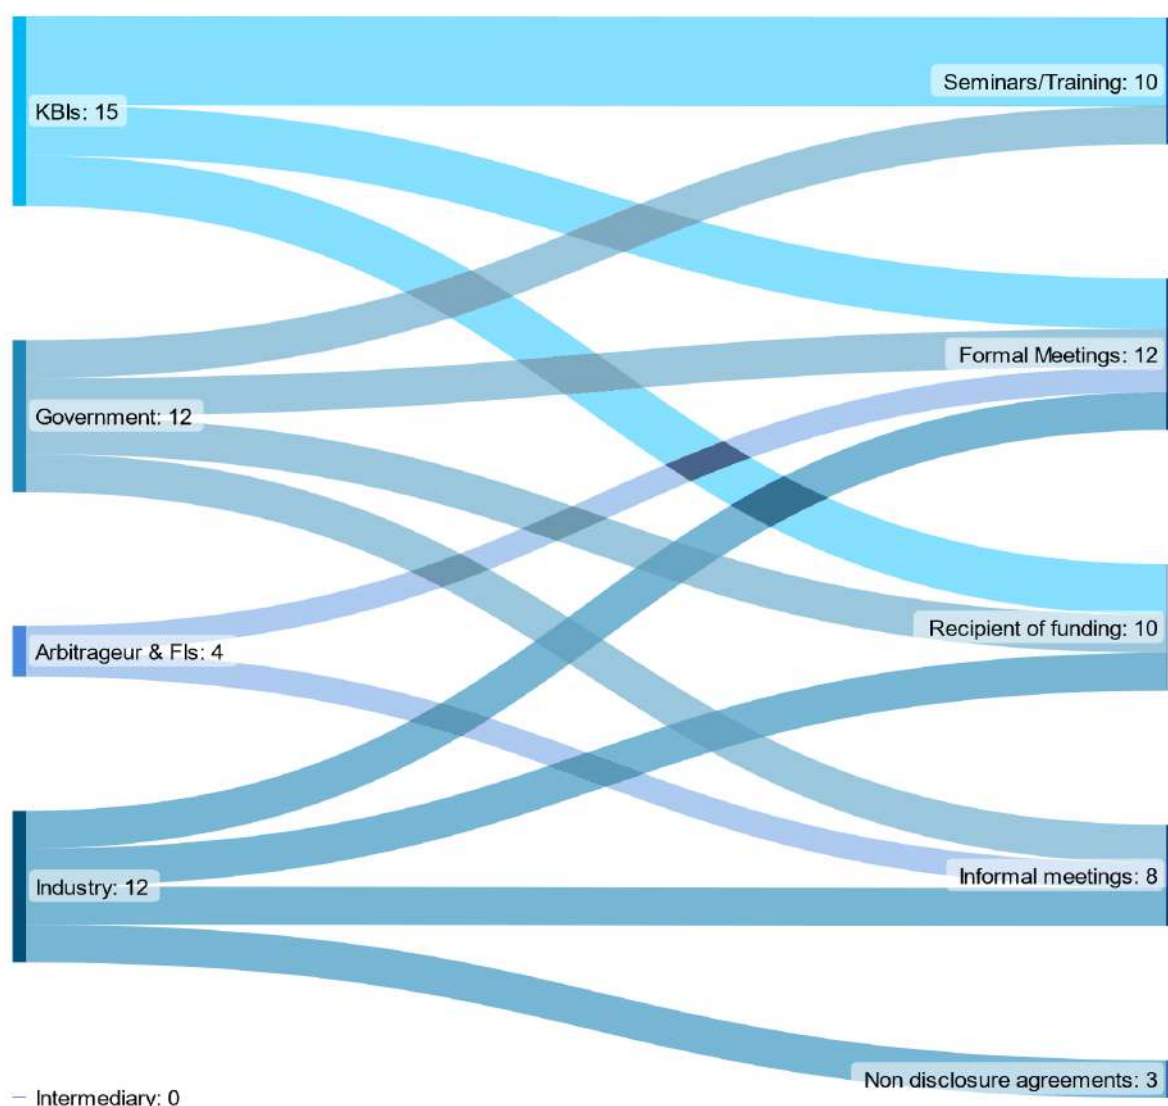 Seminars/Training: 10
KBIs: 15
Formal Meetings: 12
Government: 12
Recipient of funding: 10
Arbitrageur & FIs: 4
Informal meetings: 8
Industry: 12
Non disclosure agreements: 3
Intermediary: 0